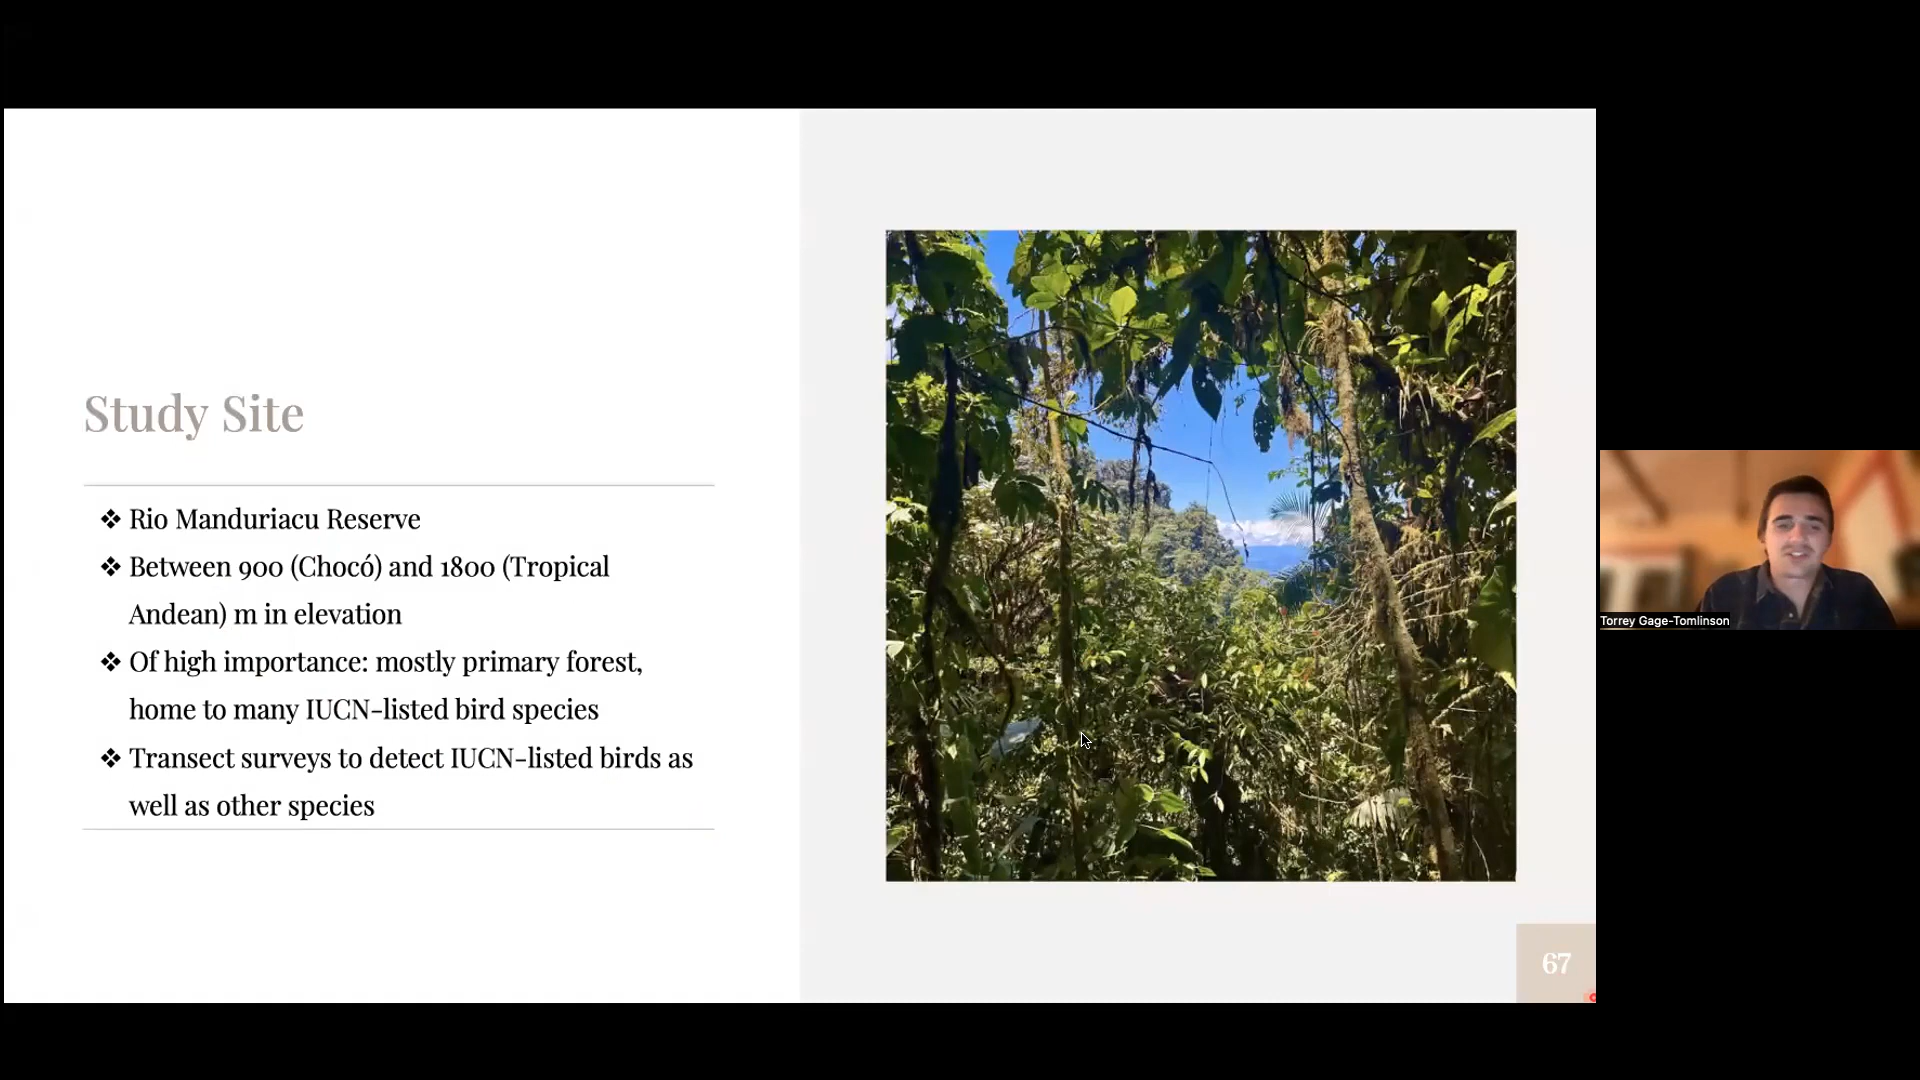 Study Site
❖ Rio Manduriacu Reserve
❖ Between 900 (Chocó) and 1800 (Tropical
Andean) m in elevation
❖ Of high importance: mostly primary forest,
home to many IUCN-listed bird species
❖ Transect surveys to detect IUCN-listed birds as
well as other species
67
Torrey Gage-Tomlinson